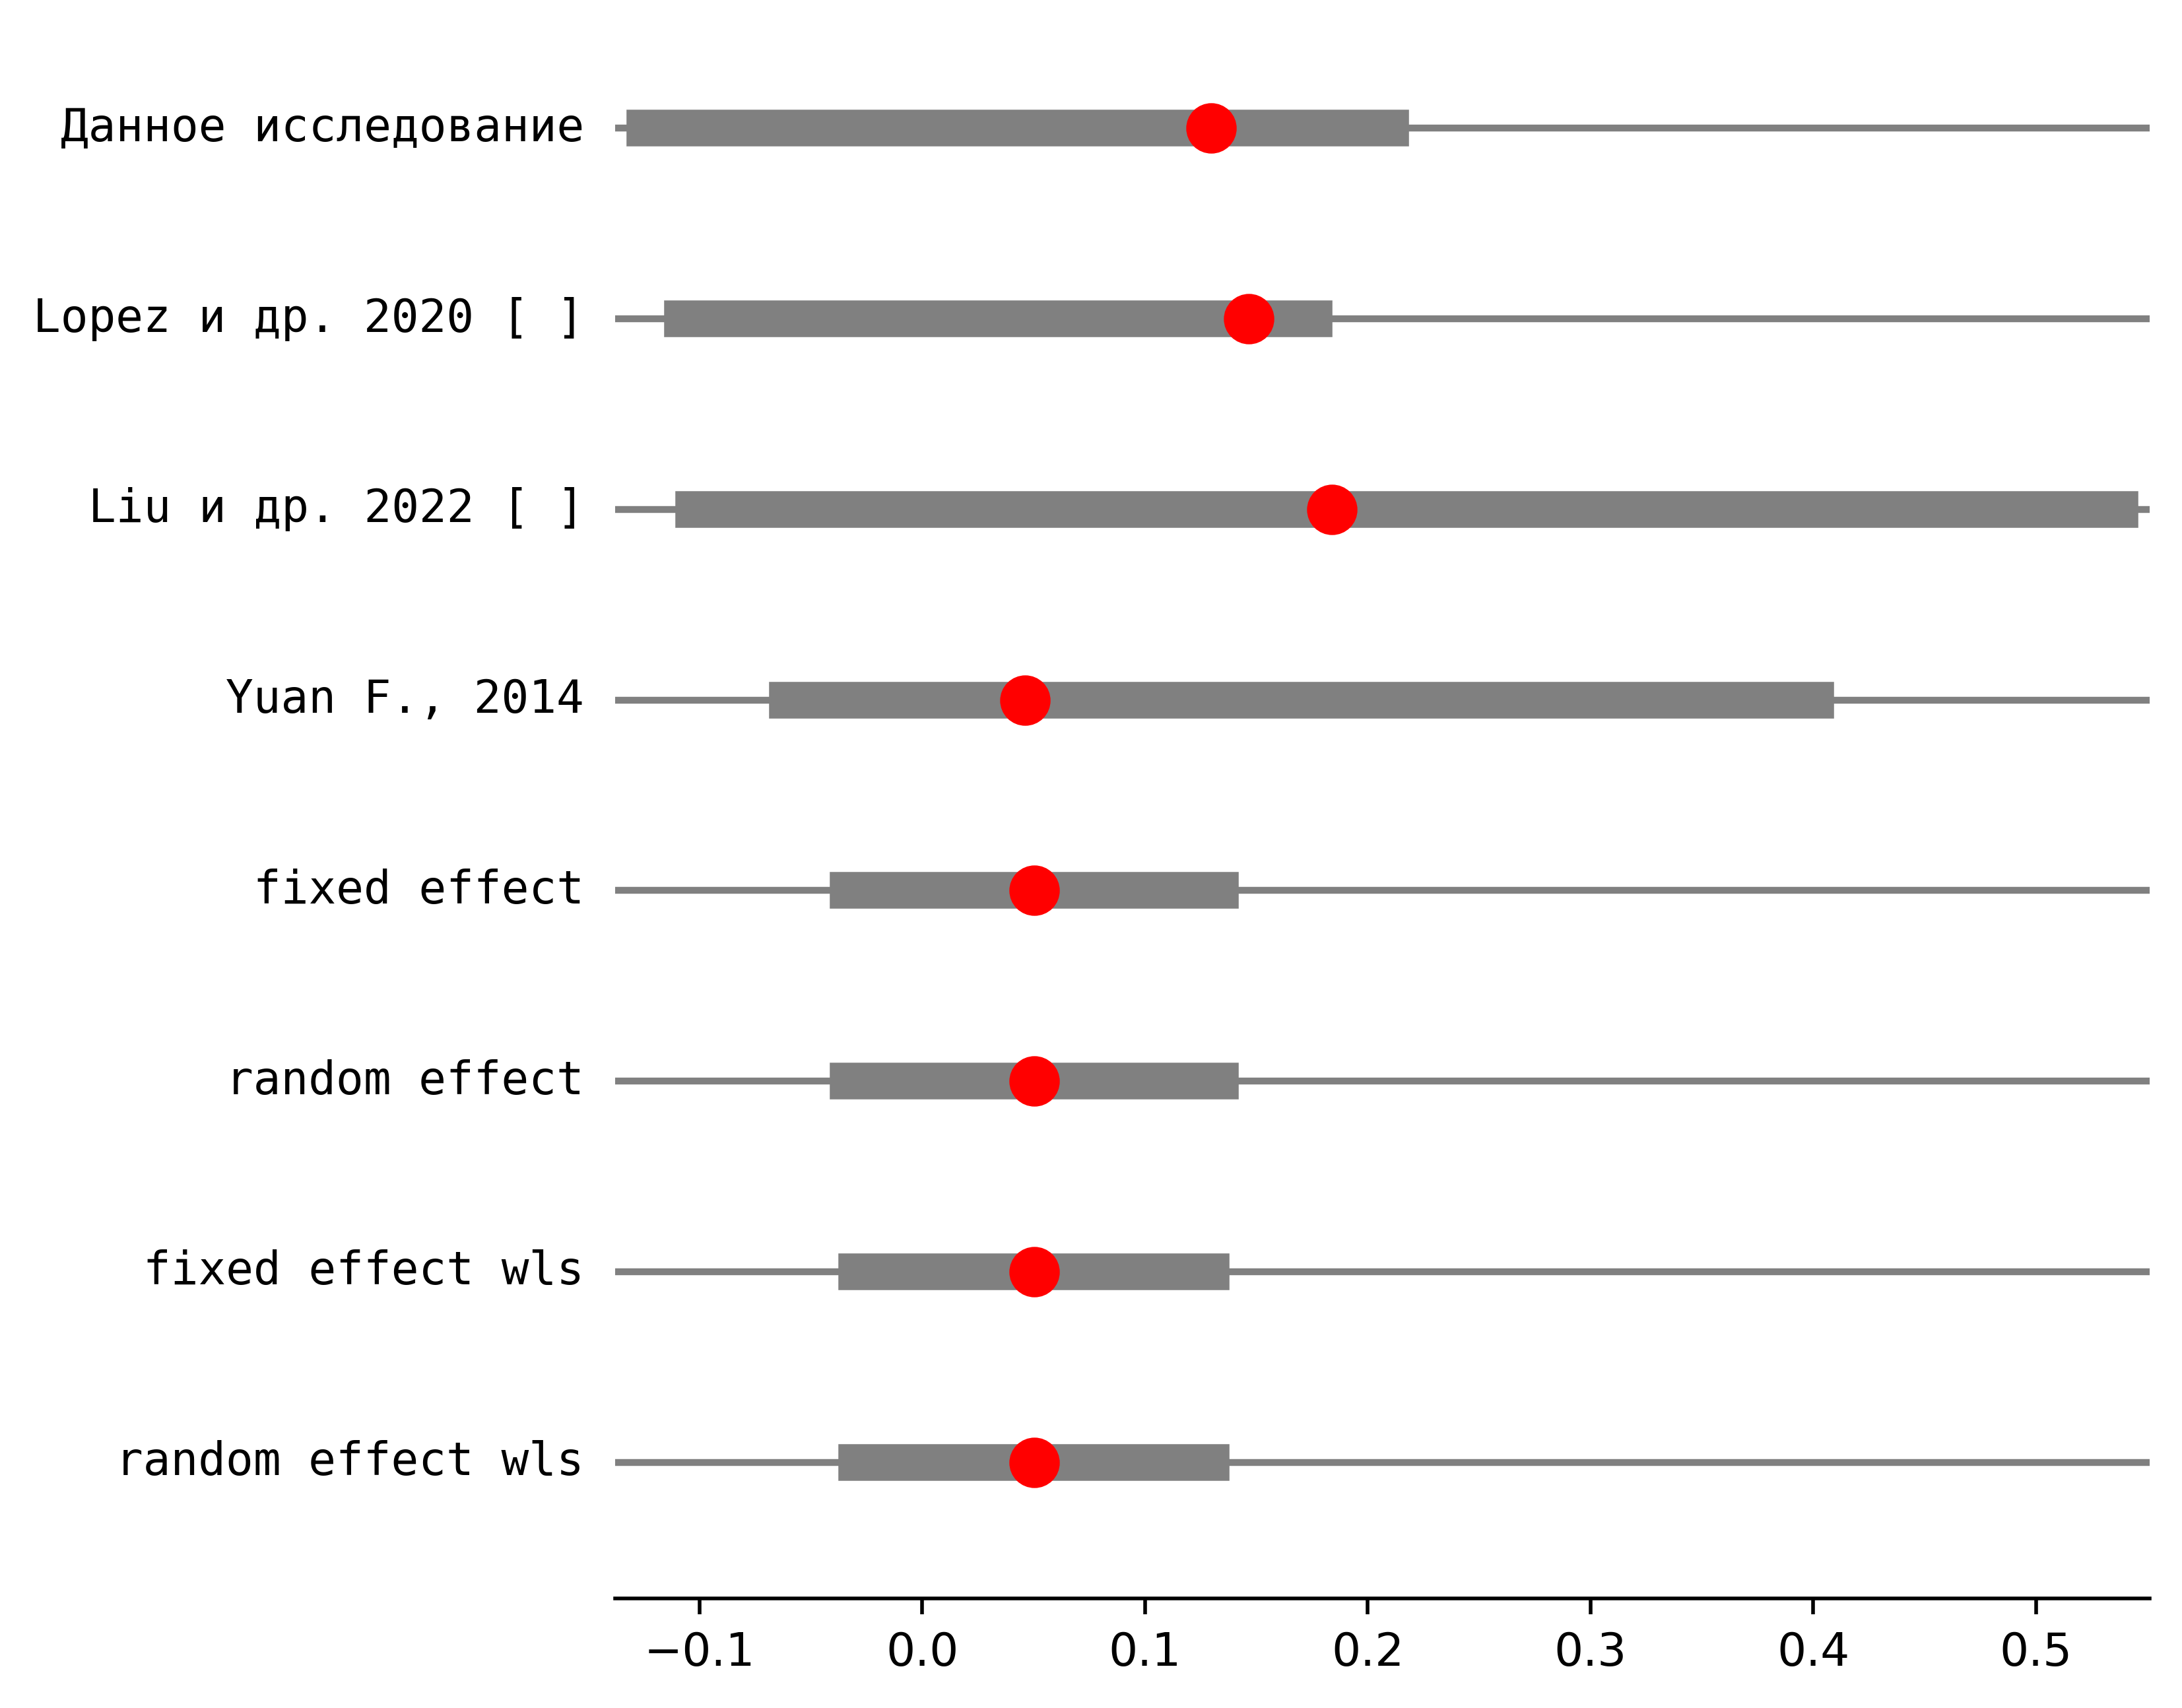 Данное исследование
Lopez и др. 2020 [ ]
Liu и др. 2022 [ ]
Yuan F., 2014
fixed effect
random effect
fixed effect wls
random effect wls
−0.1 0.0 0.1 0.2 0.3 0.4 0.5